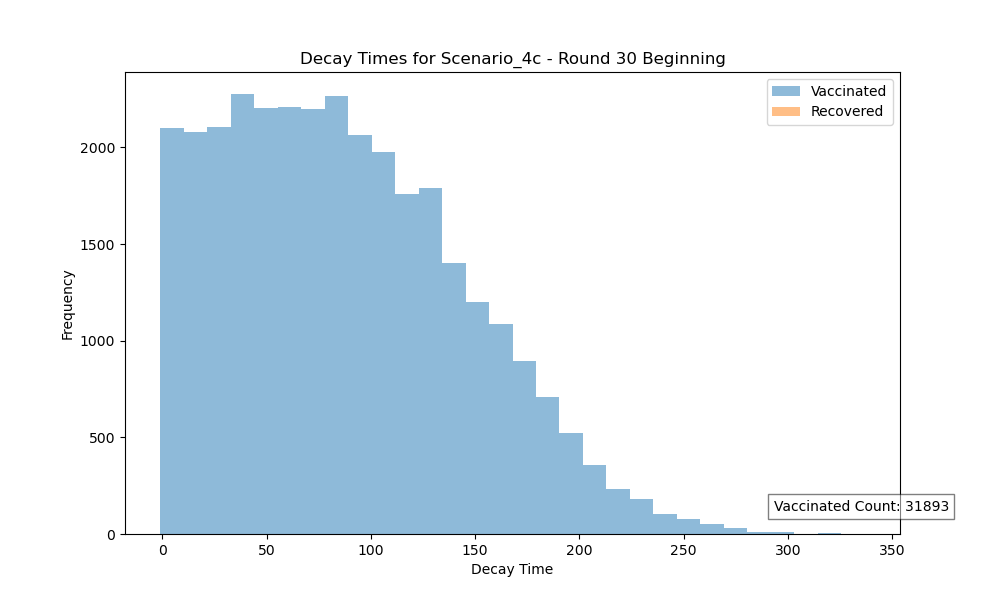 Decay Times for Scenario_4c - Round 30 Beginning
Vaccinated
Recovered
Frequency
2000
1500
1000
500
0
Vaccinated Count: 31893
0 50 100 150 200 250 300 350
Decay Time